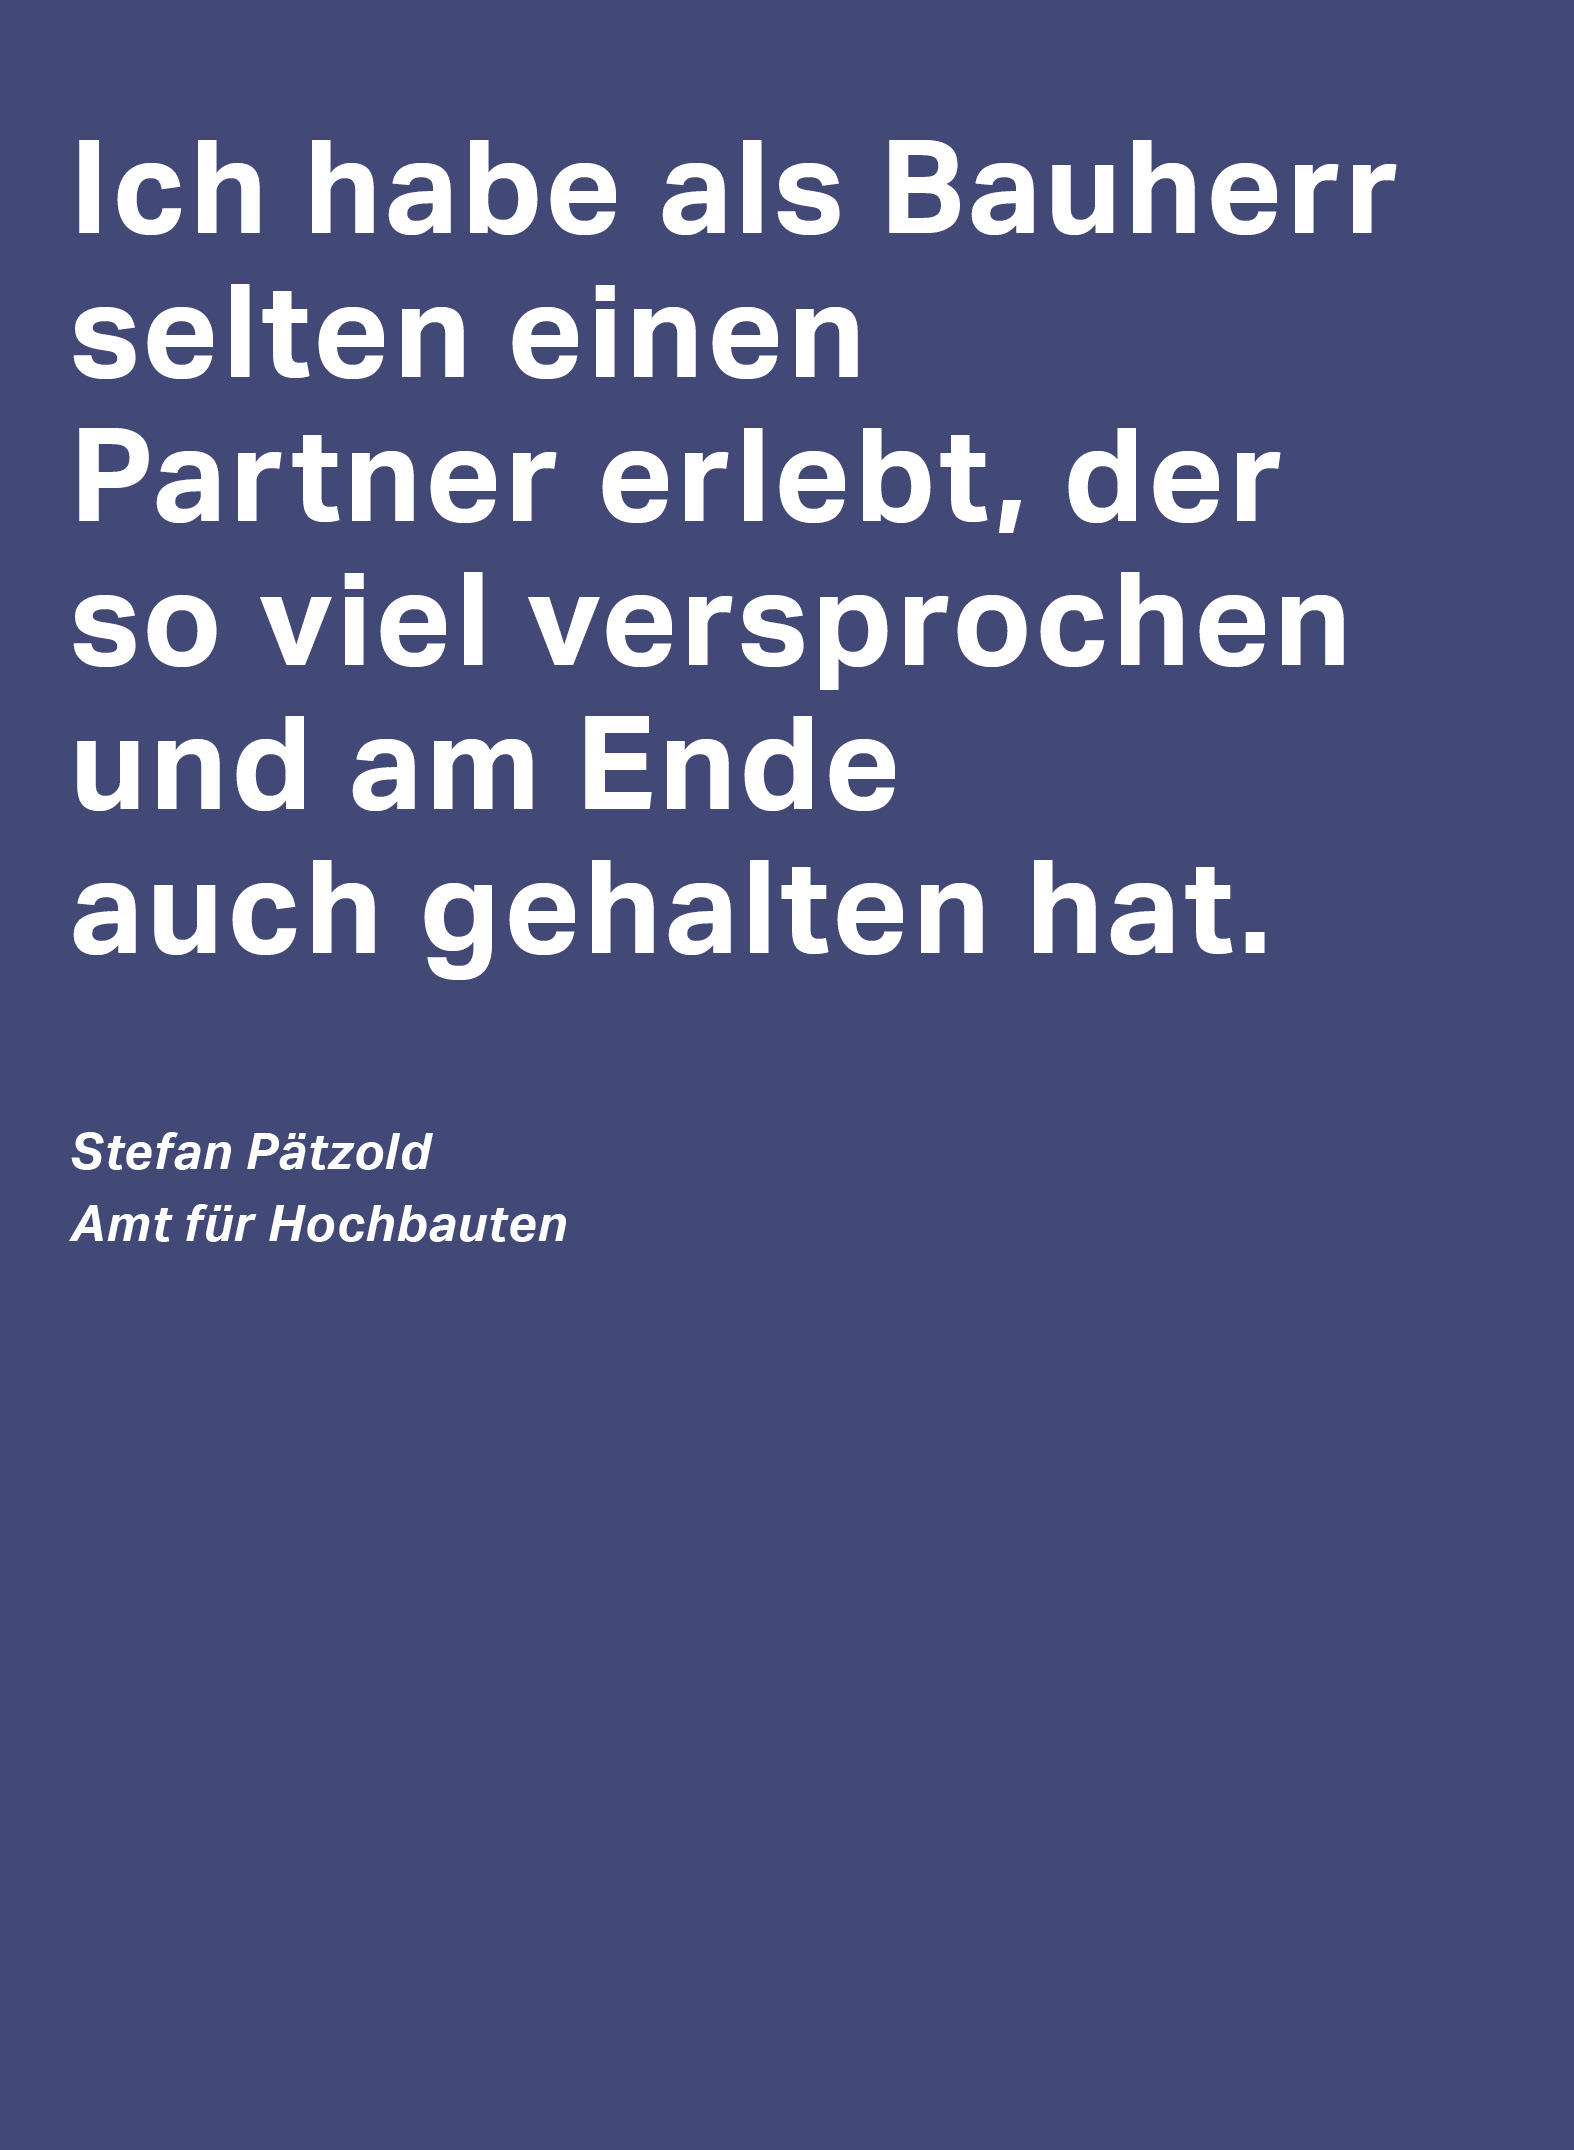 Ich habe als Bauherr
selten einen
Partner erlebt, der
so viel versprochen
und am Ende
auch gehalten hat.
Stefan Pätzold
Amt für Hochbauten